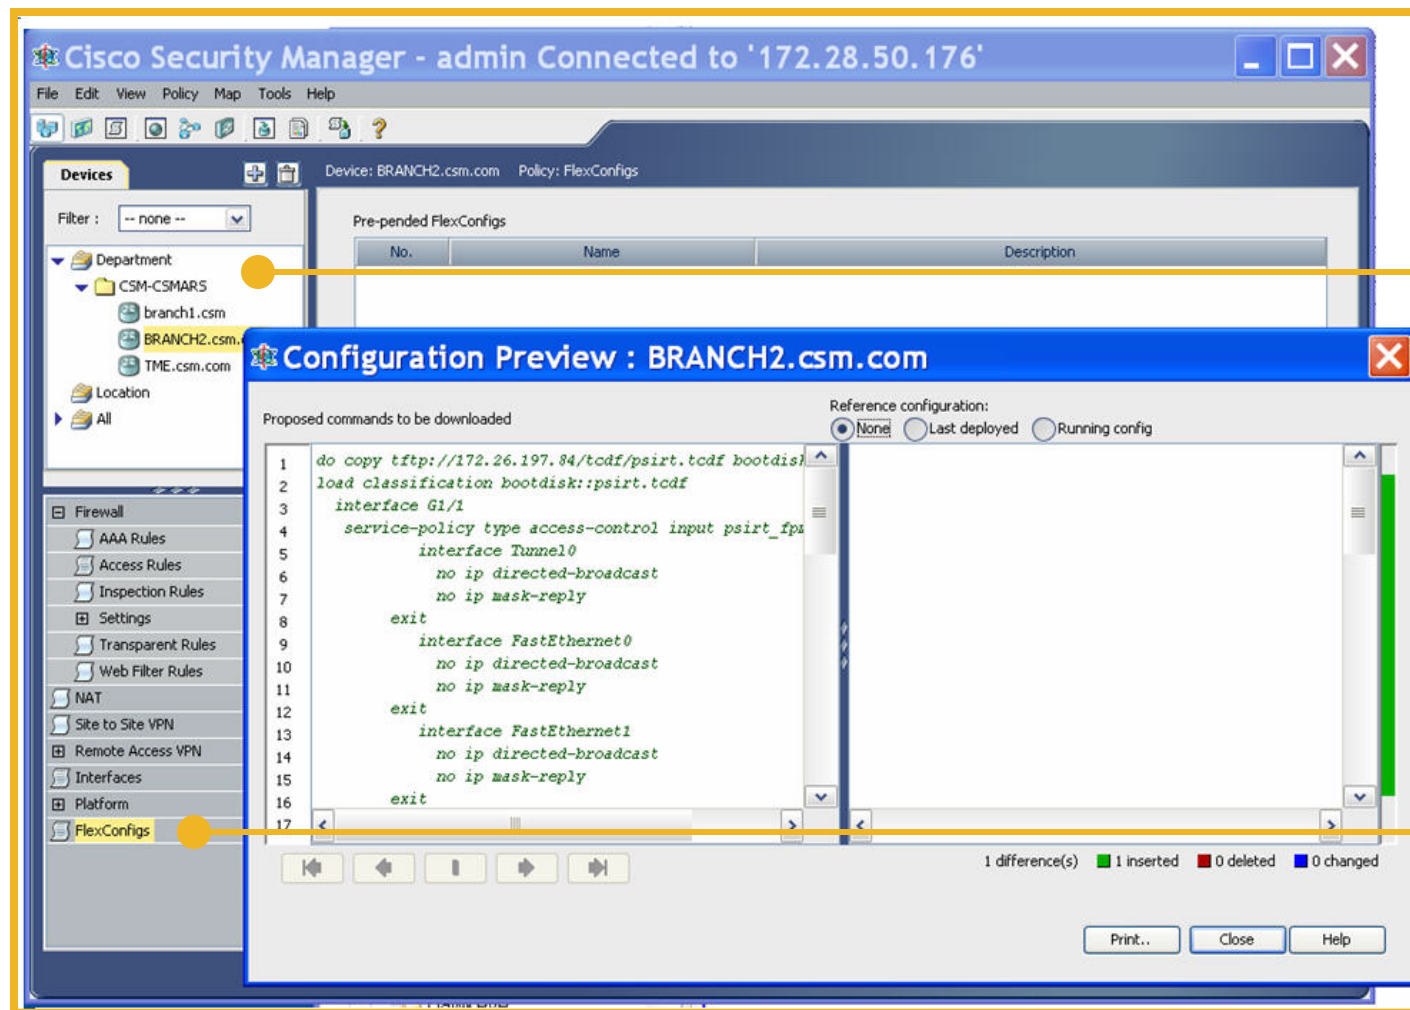 Cisco Security Manager - admin Connected to '172.28.50.176'
File Edit View Policy Map Tools Help
Devices
Device: BRANCH2.csm.com Policy: FlexConfigs
Filter : -- none --
Pre-pended FlexConfigs
No. Name Description
Department
CSM-CSMARS
branch1.csm
BRANCH2.csm.
TME.csm.com
Location
All
Firewall
AAA Rules
Access Rules
Inspection Rules
Settings
Transparent Rules
Web Filter Rules
NAT
Site to Site VPN
Remote Access VPN
Interfaces
Platform
FlexConfigs
Configuration Preview : BRANCH2.csm.com
Proposed commands to be downloaded
Reference configuration:
None Last deployed Running config
1 do copy tftp://172.26.197.84/tcdf/psirt.tcdf bootdisk
2 load classification bootdisk::psirt.tcdf
3 interface G1/1
4 service-policy type access-control input psirt_fpm
5 interface Tunnel0
6 no ip directed-broadcast
7 no ip mask-reply
8 exit
9 interface FastEthernet0
10 no ip directed-broadcast
11 no ip mask-reply
12 exit
13 interface FastEthernet1
14 no ip directed-broadcast
15 no ip mask-reply
16 exit
17
1 difference(s) 1 inserted 0 deleted 0 changed
Print.. Close Help